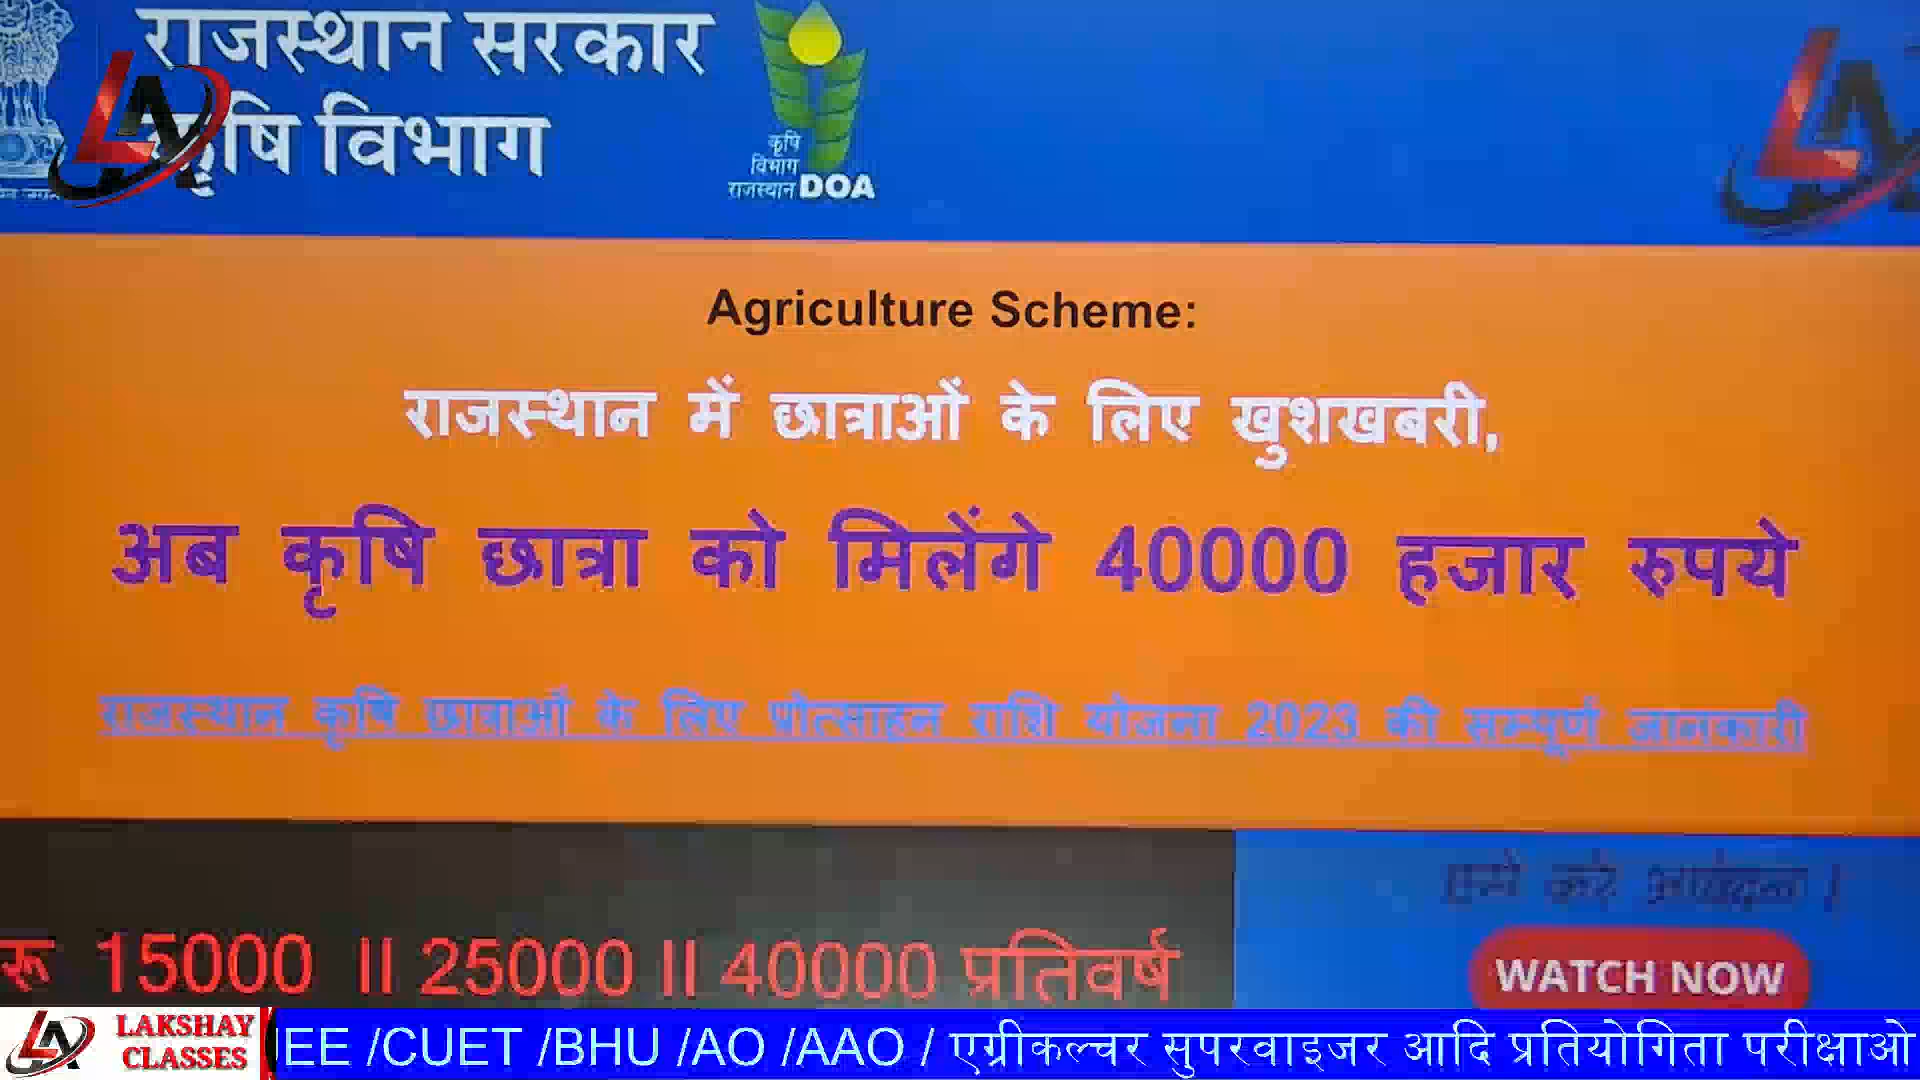 राजस्थान सरकार
कृषि विभाग
कृषि
विभाग
राजस्थान DOA
Agriculture Scheme:
राजस्थान में छात्राओं के लिए खुशखबरी,
अब कृषि छात्रा को मिलेंगे 40000 हजार रुपये
राजस्थान कृषि छात्राओं के लिए प्रोत्साहन राशि योजना 2023 की सम्पूर्ण जानकारी
रू 15000 II 25000 II 40000 प्रतिवर्ष
WATCH NOW
LAKSHAY
CLASSES
EE /CUET /BHU /AO /AAO / एग्रीकल्चर सुपरवाइजर आदि प्रतियोगिता परीक्षाओ